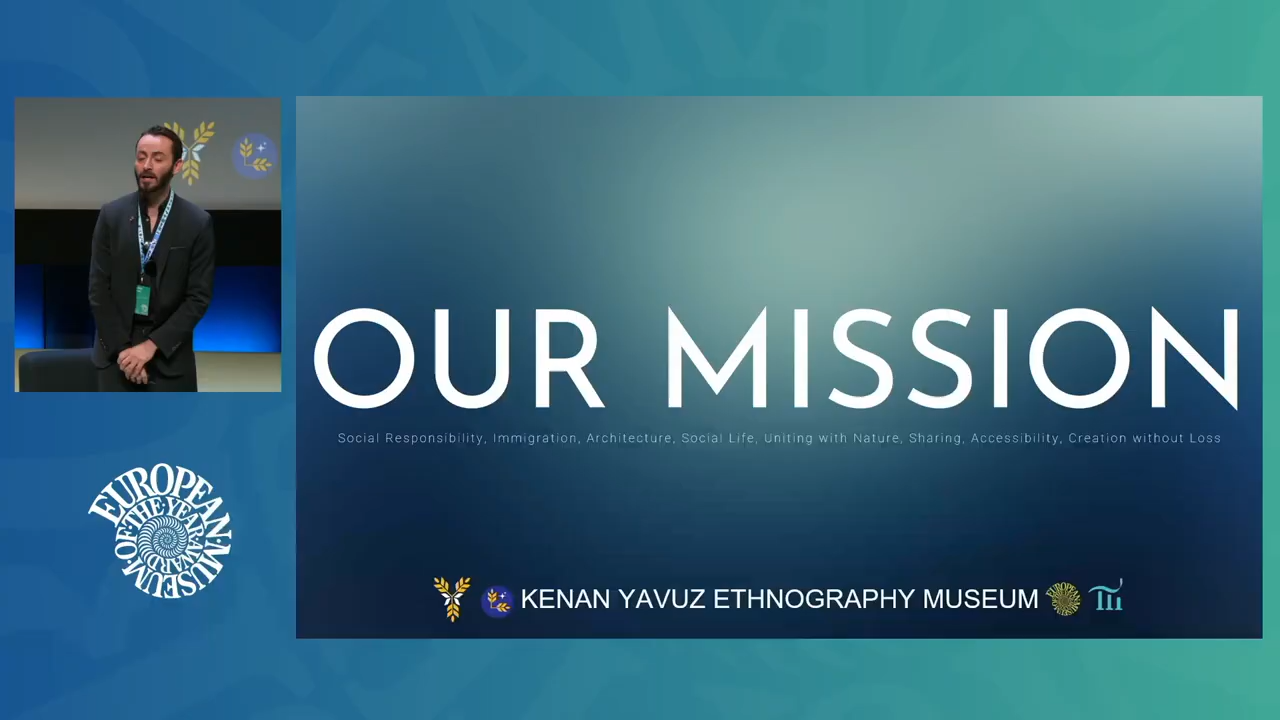 OUR MISSION
Social Responsibility, Immigration, Architecture, Social Life, Uniting with Nature, Sharing, Accessibility, Creation without Loss
KENAN YAVUZ ETHNOGRAPHY MUSEUM
EUROPEAN·MUSEUM
·OF·THE·YEAR·AWARD